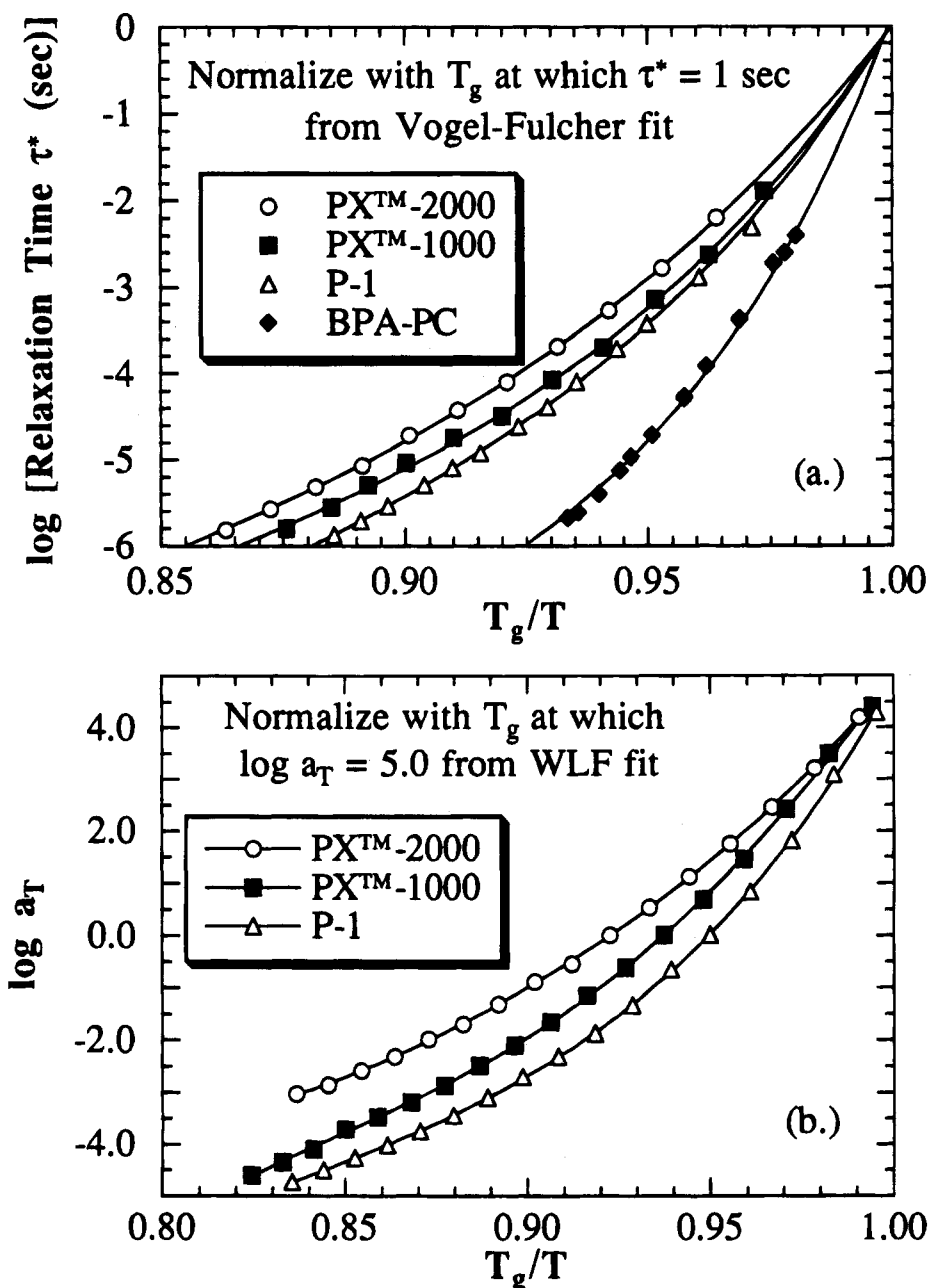 log [Relaxation Time τ* (sec)]
0
-1
-2
-3
-4
-5
-6
Normalize with Tg at which τ* = 1 sec
from Vogel-Fulcher fit
PX™-2000
PX™-1000
P-1
BPA-PC
(a.)
0.85
0.90
0.95
1.00
Tg/T
log aT
4.0
2.0
0.0
-2.0
-4.0
Normalize with Tg at which
log aT = 5.0 from WLF fit
PX™-2000
PX™-1000
P-1
(b.)
0.80
0.85
0.90
0.95
1.00
Tg/T